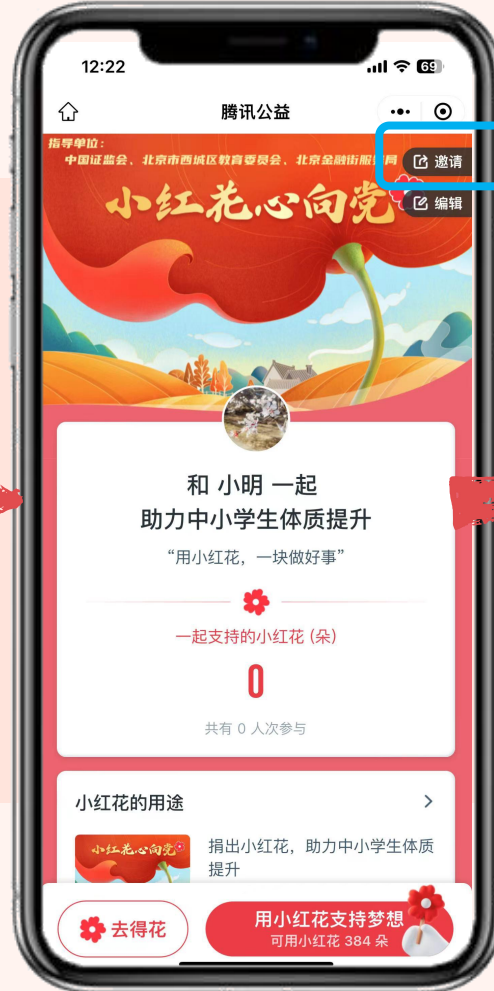 12:22
69
腾讯公益
指导单位：
中国证监会、北京市西城区教育委员会、北京金融街服
局
邀请
小红花心向党
编辑
和 小明 一起
助力中小学生体质提升
“用小红花，一块做好事”
一起支持的小红花 (朵)
0
共有 0 人次参与
小红花的用途
小红花心向党
捐出小红花，助力中小学生体质
提升
去得花
用小红花支持梦想
可用小红花 384 朵